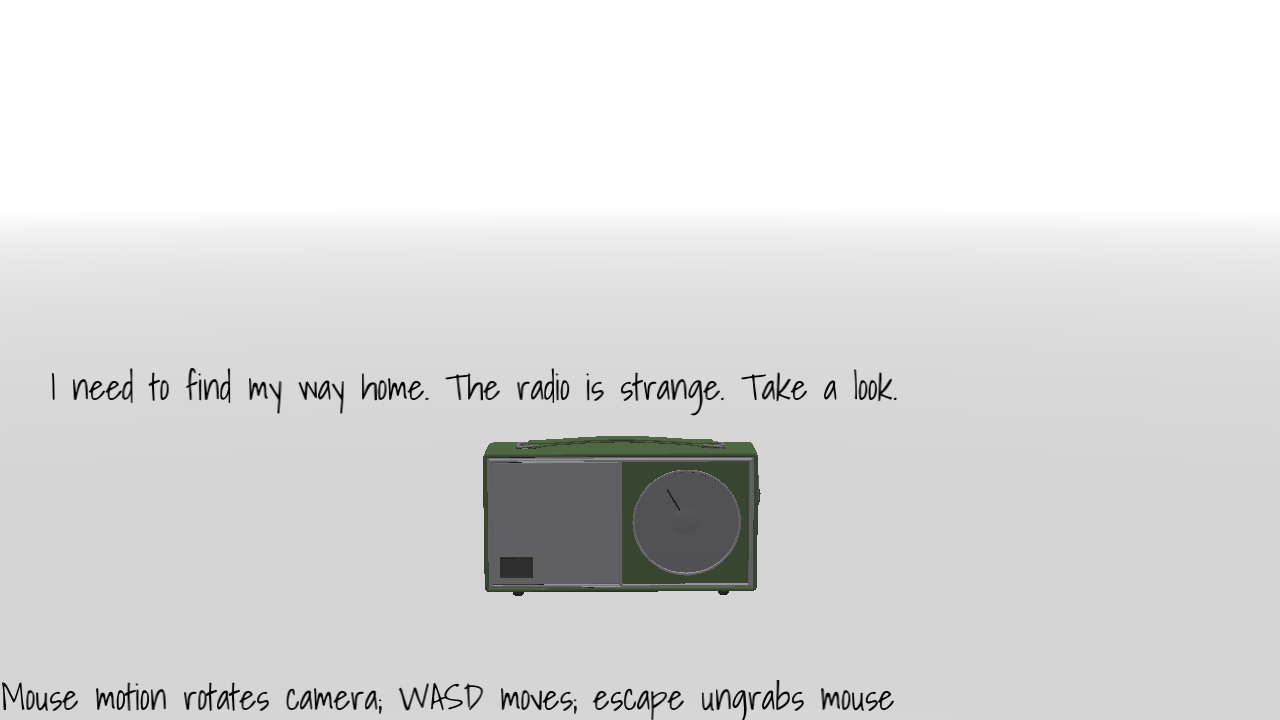 I need to find my way home. The radio is strange. Take a look.
Mouse motion rotates camera; WASD moves; escape ungrabs mouse